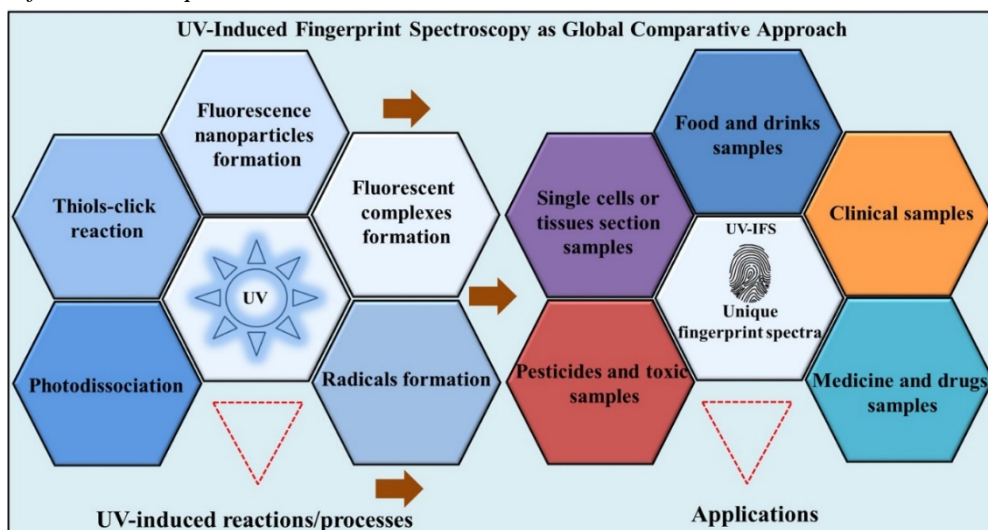 UV-Induced Fingerprint Spectroscopy as Global Comparative Approach
Fluorescence
nanoparticles
formation
Thiols-click
reaction
Fluorescent
complexes
formation
UV
Photodissociation
Radicals formation
UV-induced reactions/processes
Food and drinks
samples
Single cells or
tissues section
samples
Clinical samples
UV-IFS
Unique
fingerprint spectra
Pesticides and toxic
samples
Medicine and drugs
samples
Applications